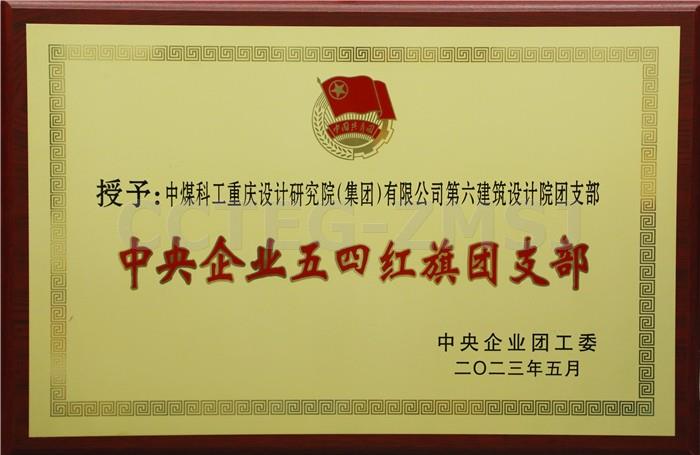 中国共青团
授予:中煤科工重庆设计研究院(集团)有限公司第六建筑设计院团支部
CCTEG-ZMSJ
中央企业五四红旗团支部
中央企业团工委
二〇二三年五月